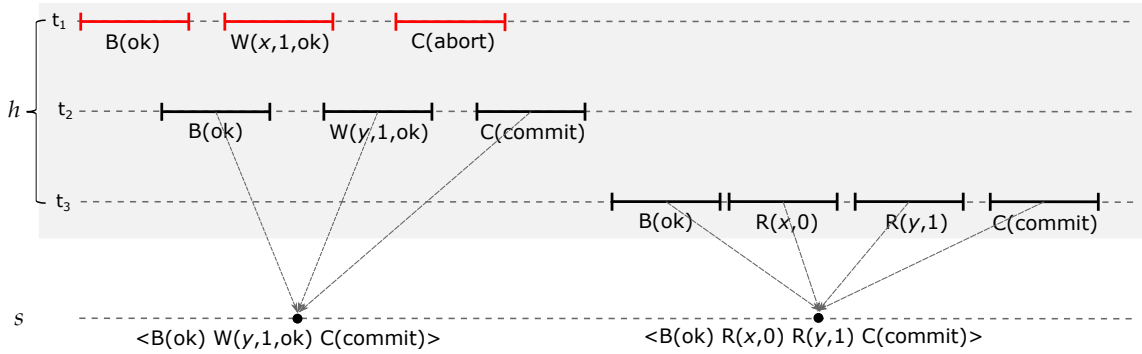 t₁
B(ok) W(x,1,ok) C(abort)
h
t₂
B(ok) W(y,1,ok) C(commit)
t₃
B(ok) R(x,0) R(y,1) C(commit)
s
<B(ok) W(y,1,ok) C(commit)> <B(ok) R(x,0) R(y,1) C(commit)>